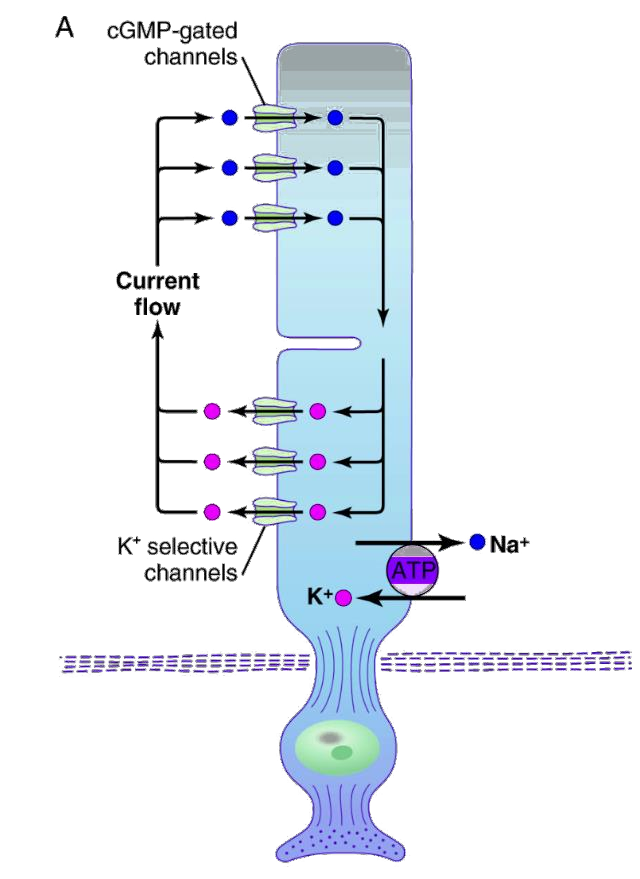 A
cGMP-gated
channels
Current
flow
K⁺ selective
channels
Na⁺
ATP
K⁺